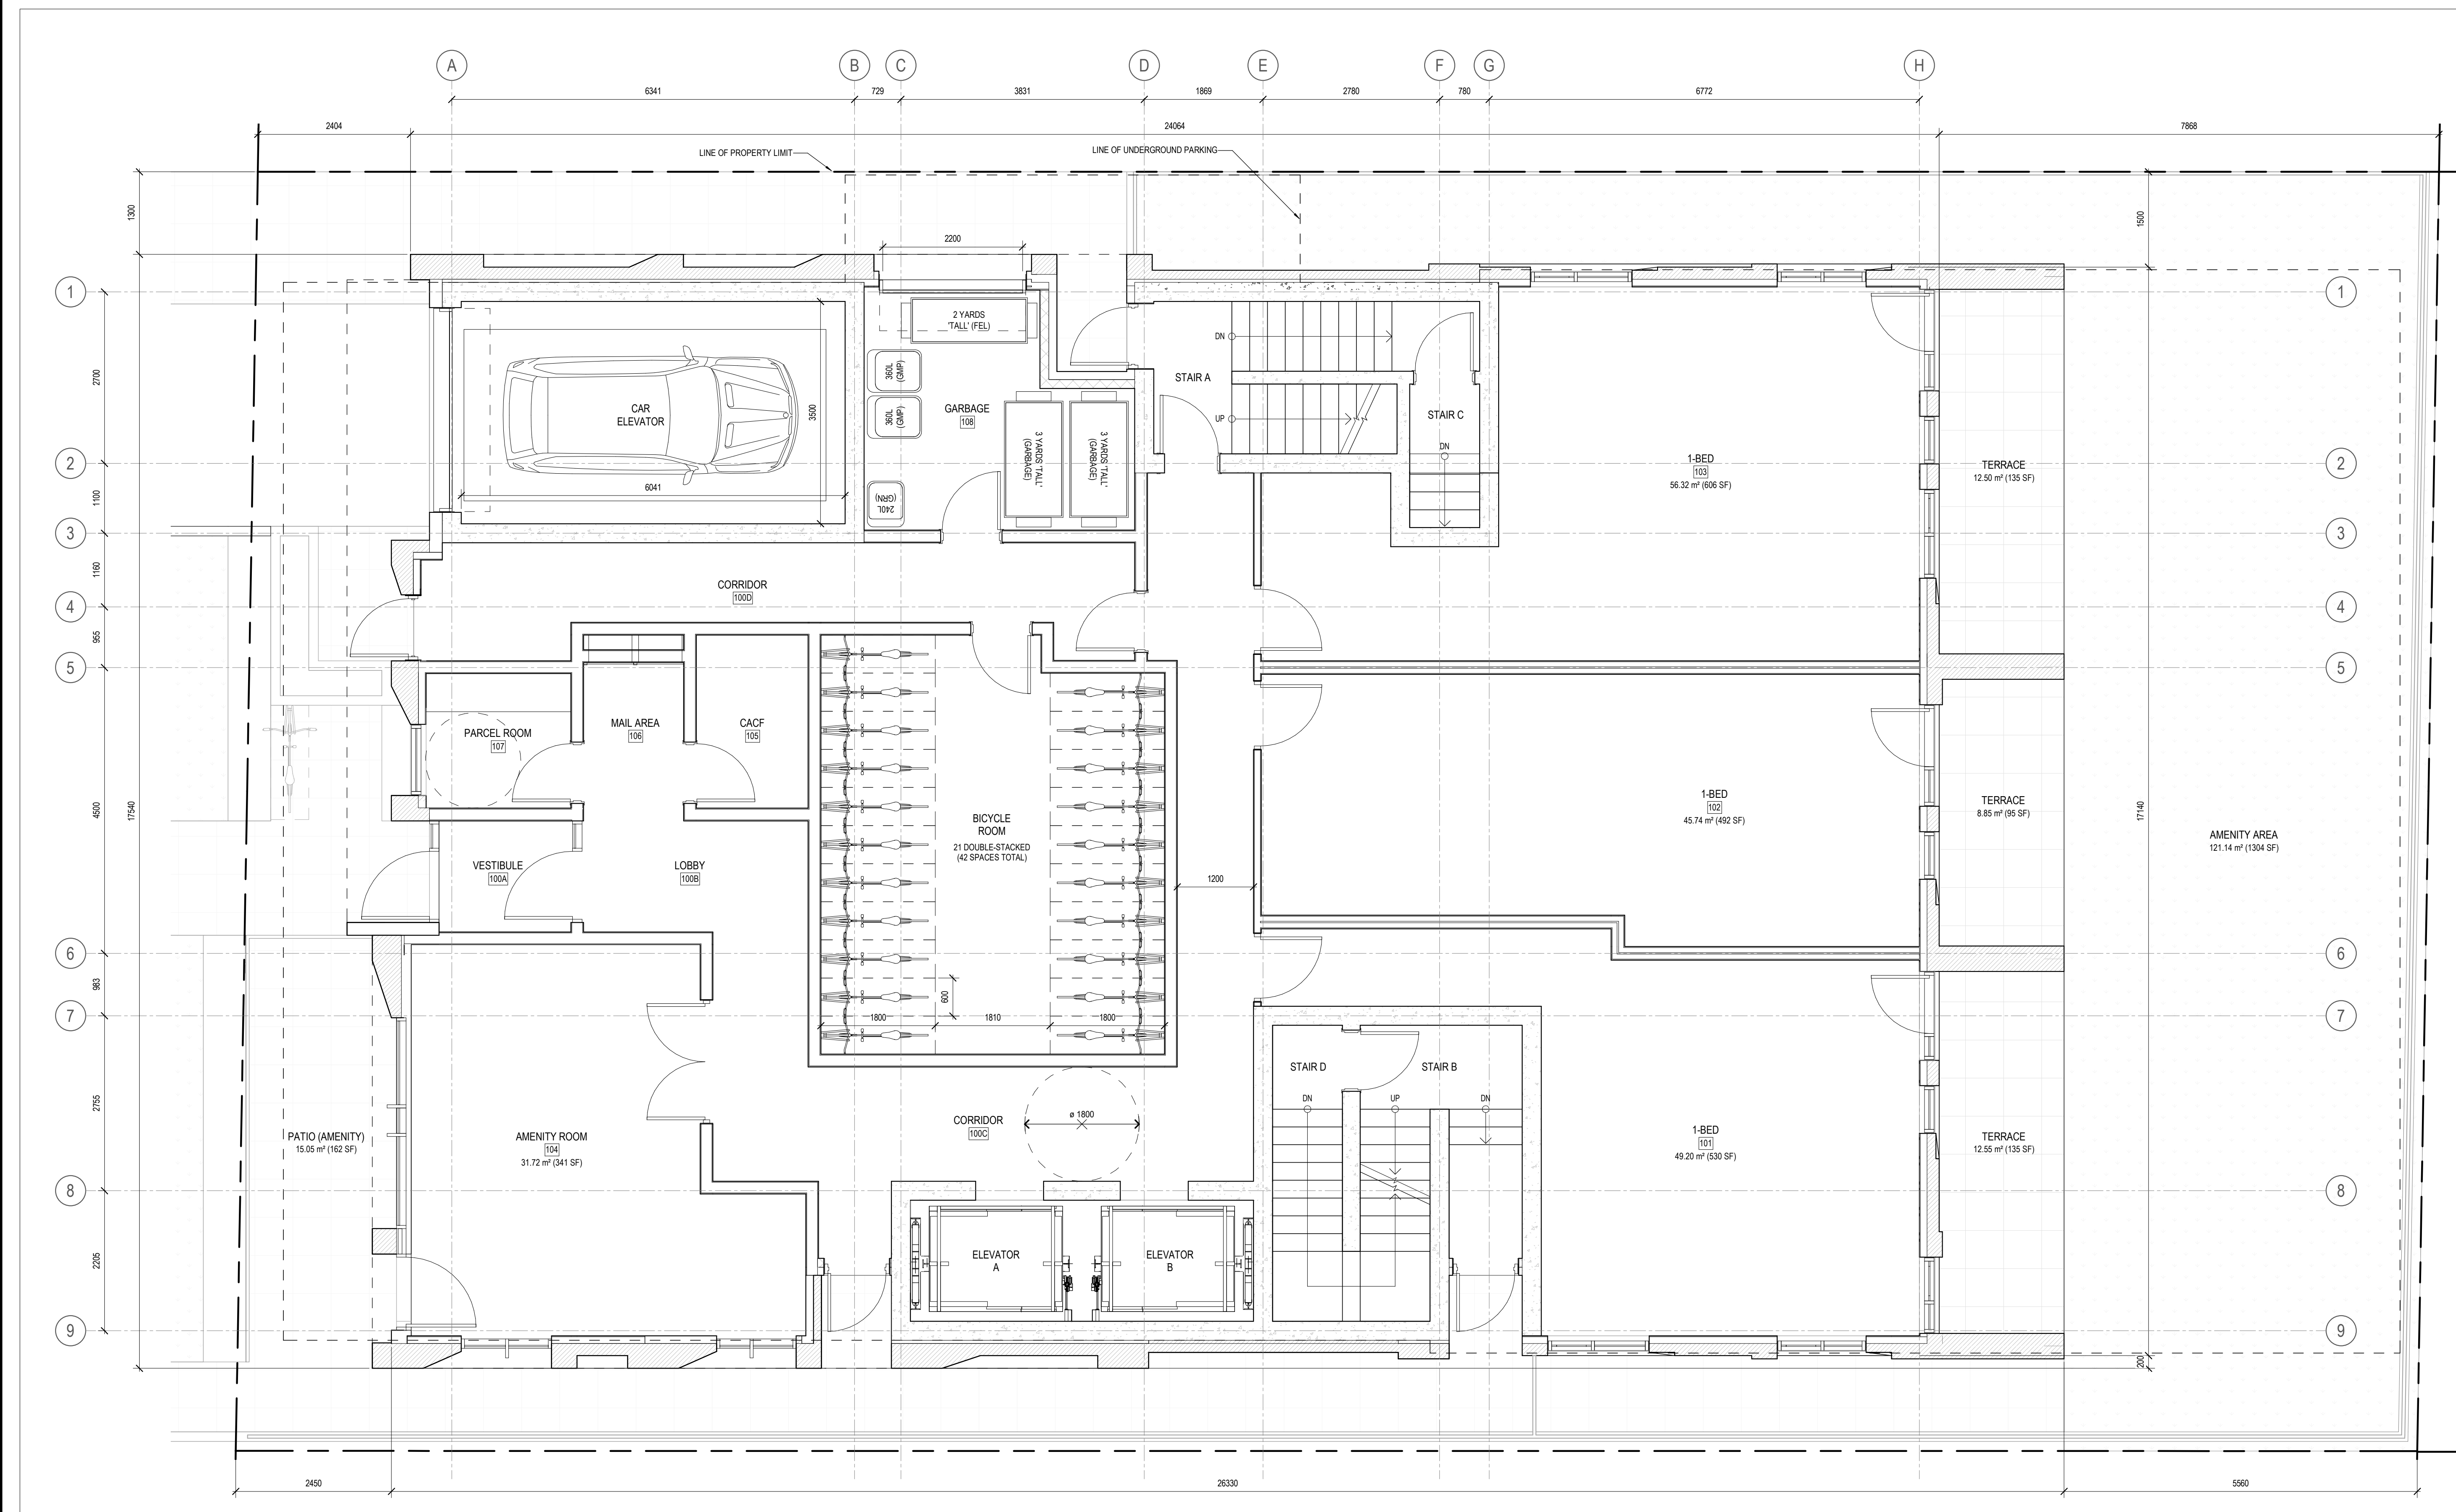 A
B
C
D
E
F
G
H
6341
729
3831
1869
2780
780
6772
2404
24064
7868
LINE OF PROPERTY LIMIT
LINE OF UNDERGROUND PARKING
1300
1500
2200
1
1
2 YARDS
'TALL' (FEL)
DN
2700
360L
(GMP)
CAR
ELEVATOR
3500
360L
(GMP)
GARBAGE
108
STAIR A
UP
STAIR C
DN
3 YARDS 'TALL'
(GARBAGE)
3 YARDS 'TALL'
(GARBAGE)
2
2
1-BED
103
56.32 m² (606 SF)
TERRACE
12.50 m² (135 SF)
6041
240L
(GRN)
1100
3
3
1160
CORRIDOR
100D
4
4
955
5
5
PARCEL ROOM
107
MAIL AREA
106
CACF
105
4500
17540
BICYCLE
ROOM
21 DOUBLE-STACKED
(42 SPACES TOTAL)
1-BED
102
45.74 m² (492 SF)
TERRACE
8.85 m² (95 SF)
17140
AMENITY AREA
121.14 m² (1304 SF)
VESTIBULE
100A
LOBBY
100B
1200
6
6
983
600
7
7
1800
1810
1800
STAIR D
STAIR B
DN
UP
DN
2755
PATIO (AMENITY)
15.05 m² (162 SF)
AMENITY ROOM
104
31.72 m² (341 SF)
CORRIDOR
100C
ø 1800
1-BED
101
49.20 m² (530 SF)
TERRACE
12.55 m² (135 SF)
8
8
2205
ELEVATOR
A
ELEVATOR
B
9
9
200
2450
26330
5560